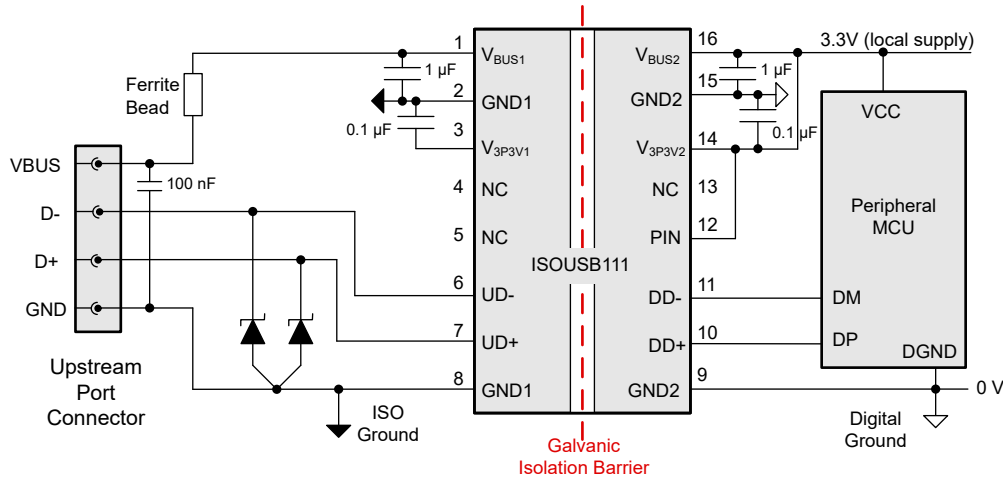 1
VBUS1
1 µF
2
GND1
0.1 µF
3
V3P3V1
4
NC
5
NC
6
UD-
7
UD+
8
GND1
Ferrite
Bead
VBUS
100 nF
D-
D+
GND
Upstream
Port
Connector
ISO
Ground
ISOUSB111
Galvanic
Isolation Barrier
16
VBUS2
3.3V (local supply)
1 µF
15
GND2
0.1 µF
14
V3P3V2
13
NC
12
PIN
11
DD-
10
DD+
9
GND2
VCC
Peripheral
MCU
DM
DP
DGND
0 V
Digital
Ground